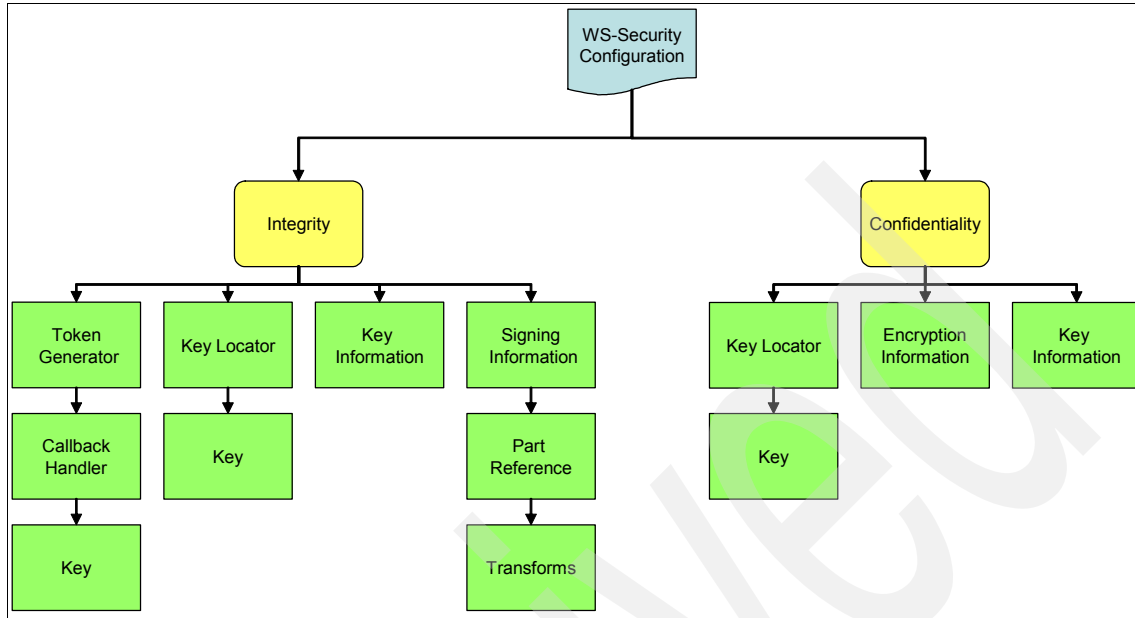 WS-Security
Configuration
Integrity
Confidentiality
Token
Generator
Key Locator
Key
Information
Signing
Information
Key Locator
Encryption
Information
Key
Information
Callback
Handler
Key
Part
Reference
Key
Key
Transforms